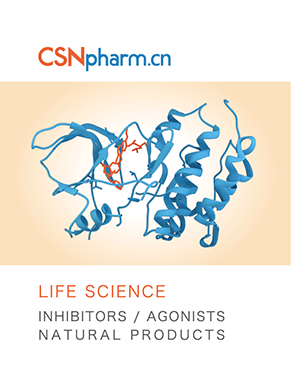 CSNpharm.cn
LIFE SCIENCE
INHIBITORS / AGONISTS
NATURAL PRODUCTS